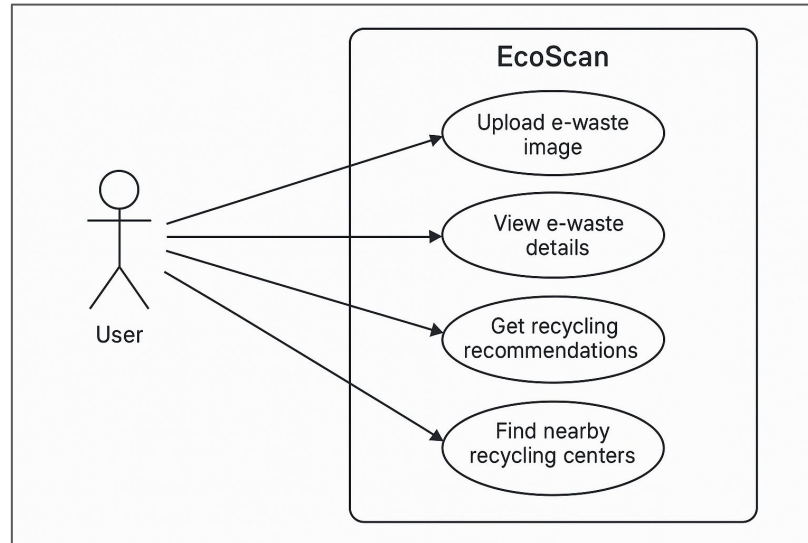 EcoScan
Upload e-waste
image
View e-waste
details
Get recycling
recommendations
Find nearby
recycling centers
User